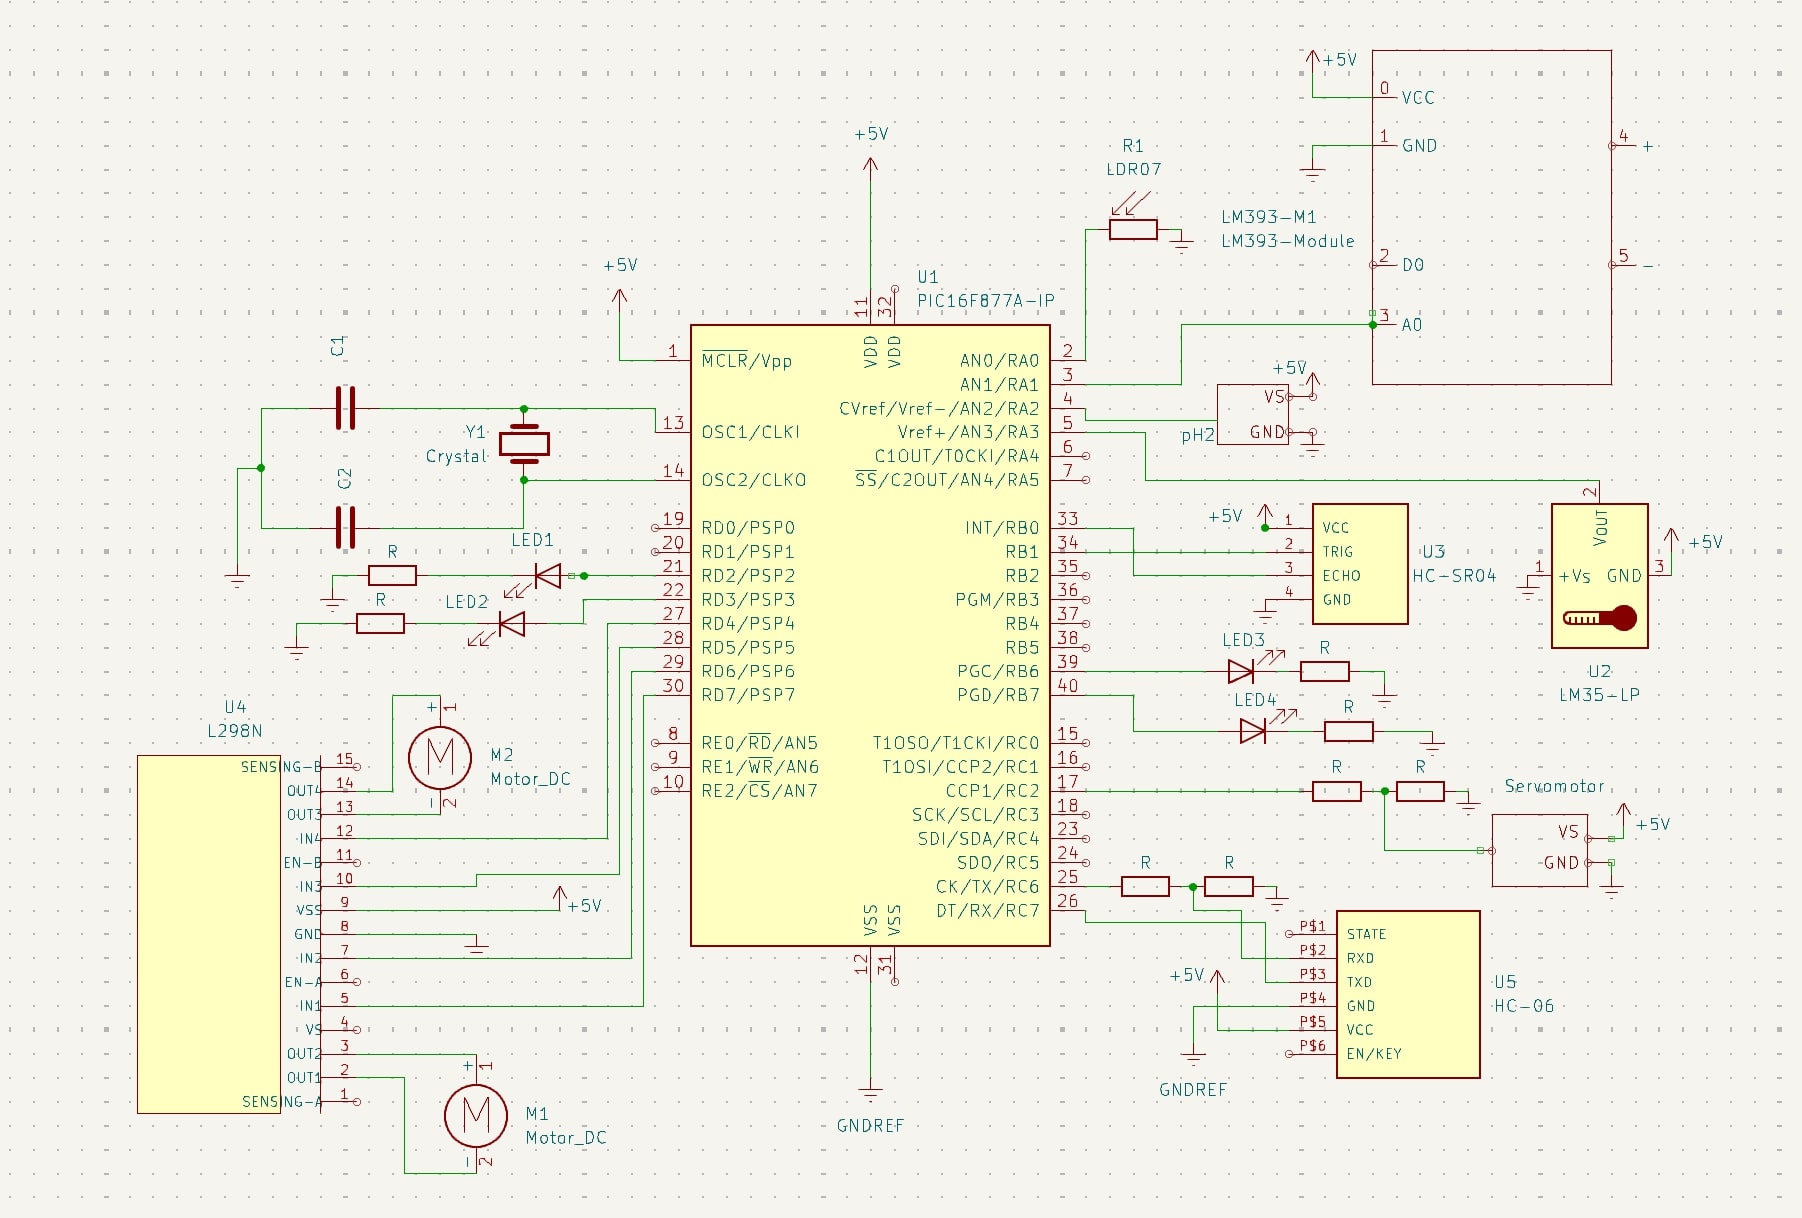 +5V
0
VCC
1
GND
4
+
LM393-M1
LM393-Module
2
D0
5
-
3
A0
+5V
R1
LDR07
+5V
U1
PIC16F877A-IP
11
32
VDD
VDD
1
MCLR/Vpp
13
OSC1/CLKI
14
OSC2/CLKO
19
RD0/PSP0
20
RD1/PSP1
21
RD2/PSP2
22
RD3/PSP3
27
RD4/PSP4
28
RD5/PSP5
29
RD6/PSP6
30
RD7/PSP7
8
RE0/RD/AN5
9
RE1/WR/AN6
10
RE2/CS/AN7
AN0/RA0
2
AN1/RA1
3
CVref/Vref-/AN2/RA2
4
Vref+/AN3/RA3
5
C1OUT/T0CKI/RA4
6
SS/C2OUT/AN4/RA5
7
INT/RB0
33
RB1
34
RB2
35
PGM/RB3
36
RB4
37
RB5
38
PGC/RB6
39
PGD/RB7
40
T1OSO/T1CKI/RC0
15
T1OSI/CCP2/RC1
16
CCP1/RC2
17
SCK/SCL/RC3
18
SDI/SDA/RC4
23
SDO/RC5
24
CK/TX/RC6
25
DT/RX/RC7
26
VSS
VSS
12
31
GNDREF
C1
C2
Y1
Crystal
LED1
R
LED2
R
U4
L298N
SENSING-B
15
OUT4
14
OUT3
13
IN4
12
EN-B
11
IN3
10
VSS
9
GND
8
IN2
7
EN-A
6
IN1
5
VS
4
OUT2
3
OUT1
2
SENSING-A
1
+5V
+
1
M
-
2
M2
Motor_DC
+
1
M
-
2
M1
Motor_DC
+5V
VS
GND
pH2
+5V
1
VCC
2
TRIG
3
ECHO
4
GND
U3
HC-SR04
2
VOUT
1
+Vs
GND
3
+5V
U2
LM35-LP
LED3
R
LED4
R
R
R
Servomotor
VS
GND
+5V
R
R
P$1
STATE
P$2
RXD
P$3
TXD
P$4
GND
P$5
VCC
P$6
EN/KEY
U5
HC-06
+5V
GNDREF